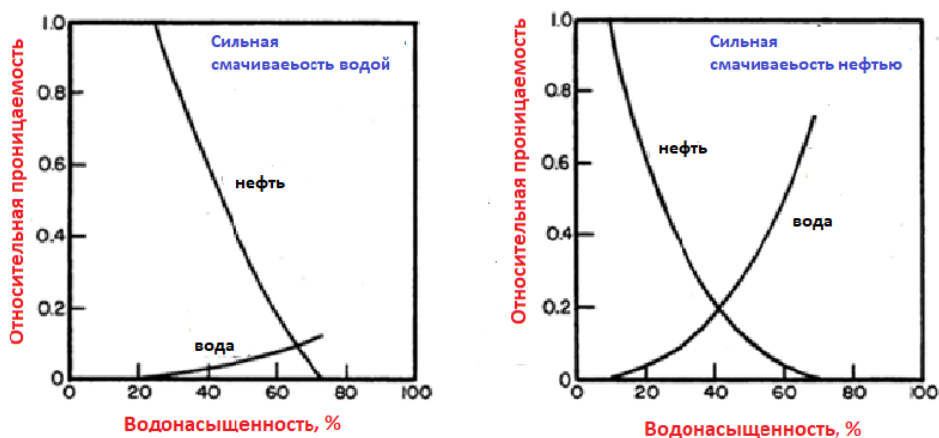 Относительная проницаемость
1.0
0.8
0.6
0.4
0.2
0
Сильная
смачиваеьость водой
нефть
вода
0 20 40 60 80 100
Водонасыщенность, %
Относительная проницаемость
1.0
0.8
0.6
0.4
0.2
0
Сильная
смачиваеьость нефтью
нефть
вода
0 20 40 60 80 100
Водонасыщенность, %